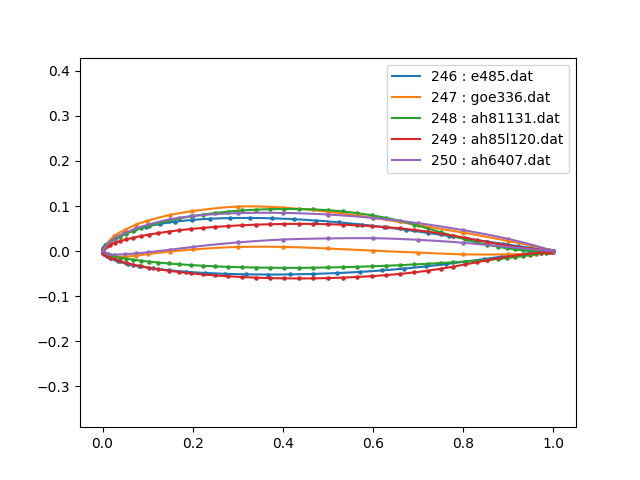 0.4
0.3
0.2
0.1
0.0
−0.1
−0.2
−0.3
0.0 0.2 0.4 0.6 0.8 1.0
246 : e485.dat
247 : goe336.dat
248 : ah81131.dat
249 : ah85l120.dat
250 : ah6407.dat